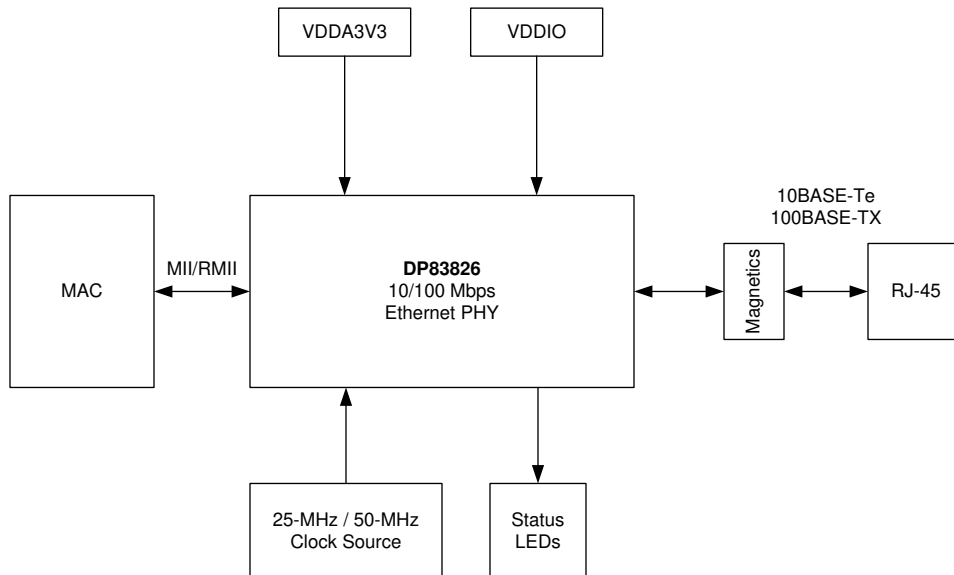 VDDA3V3
VDDIO
10BASE-Te
100BASE-TX
MAC
MII/RMII
DP83826
10/100 Mbps
Ethernet PHY
Magnetics
RJ-45
25-MHz / 50-MHz
Clock Source
Status
LEDs